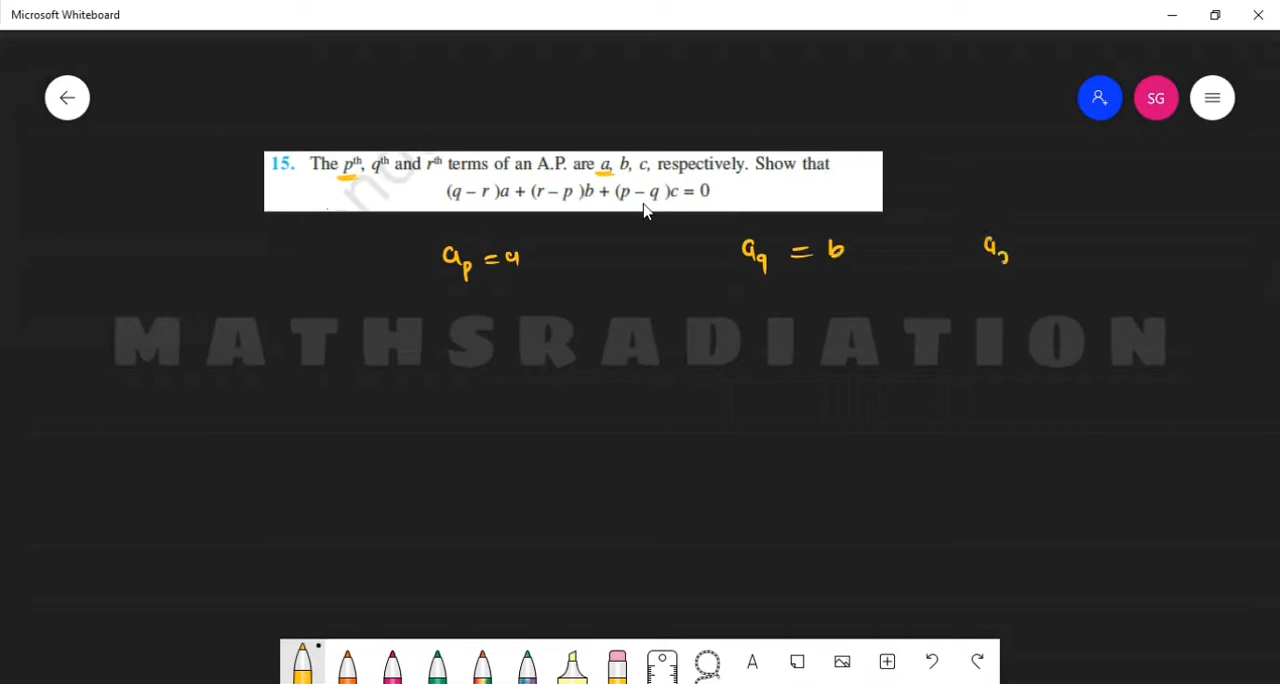 Microsoft Whiteboard
SG
15. The pth, qth and rth terms of an A.P. are a, b, c, respectively. Show that
(q – r )a + (r – p )b + (p – q )c = 0
ap = a aq = b a
MATHSRADIATION
A